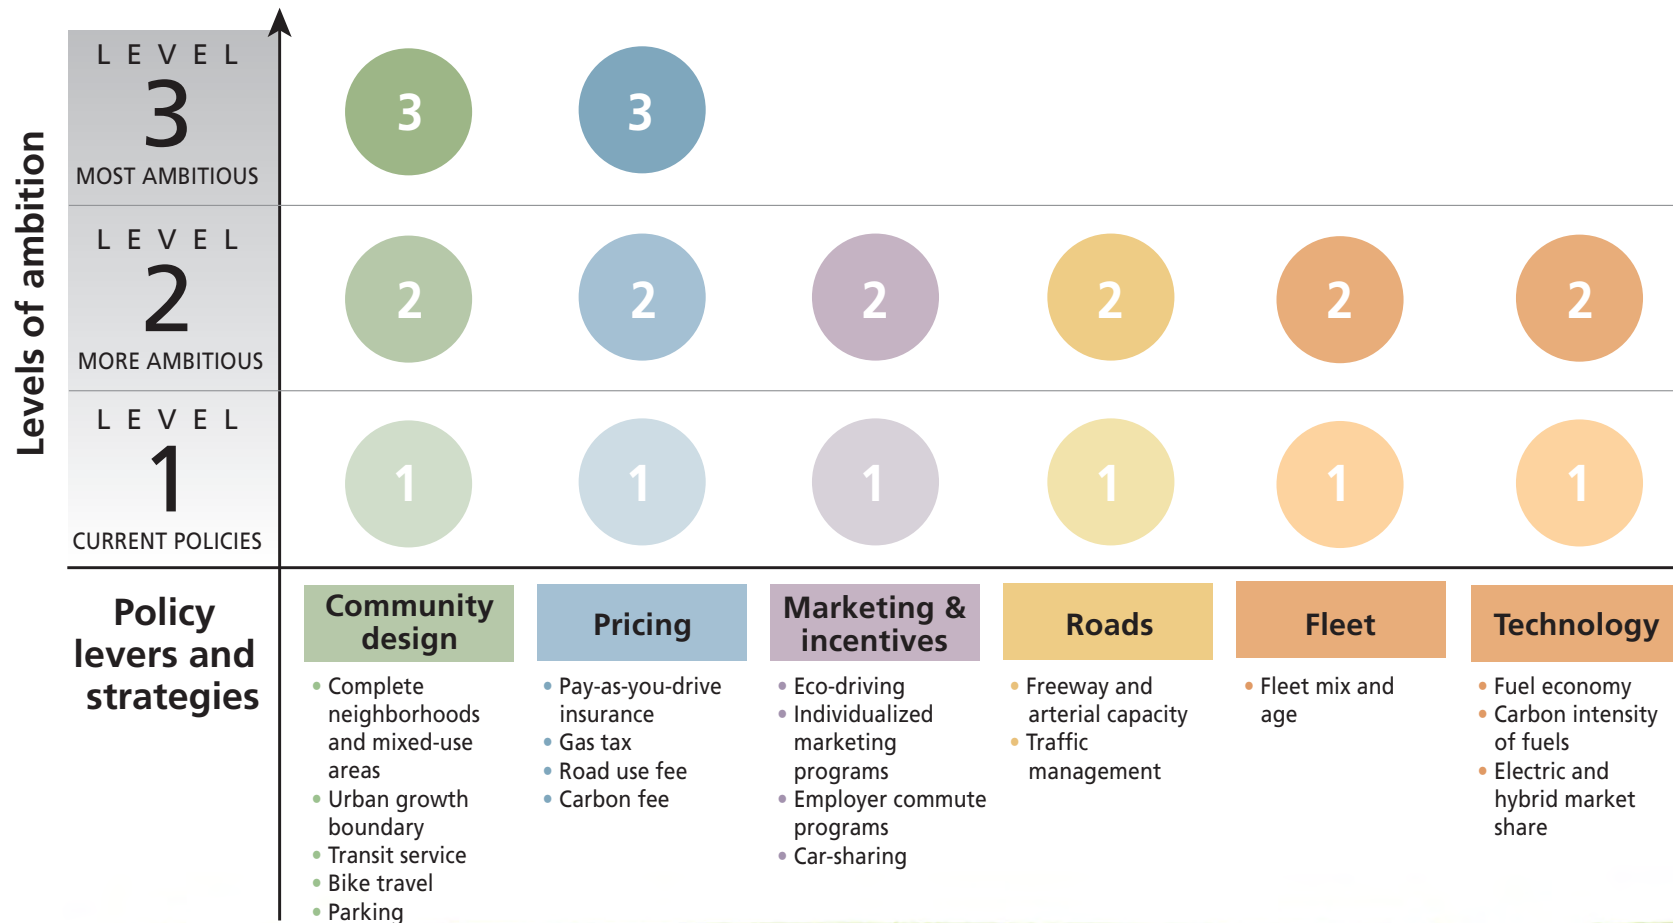 Levels of ambition
L E V E L
3
MOST AMBITIOUS
3
3
L E V E L
2
MORE AMBITIOUS
2
2
2
2
2
2
L E V E L
1
CURRENT POLICIES
1
1
1
1
1
1
Policy
levers and
strategies
Community
design
• Complete
neighborhoods
and mixed-use
areas
• Urban growth
boundary
• Transit service
• Bike travel
• Parking
Pricing
• Pay-as-you-drive
insurance
• Gas tax
• Road use fee
• Carbon fee
Marketing &
incentives
• Eco-driving
• Individualized
marketing
programs
• Employer commute
programs
• Car-sharing
Roads
• Freeway and
arterial capacity
• Traffic
management
Fleet
• Fleet mix and
age
Technology
• Fuel economy
• Carbon intensity
of fuels
• Electric and
hybrid market
share